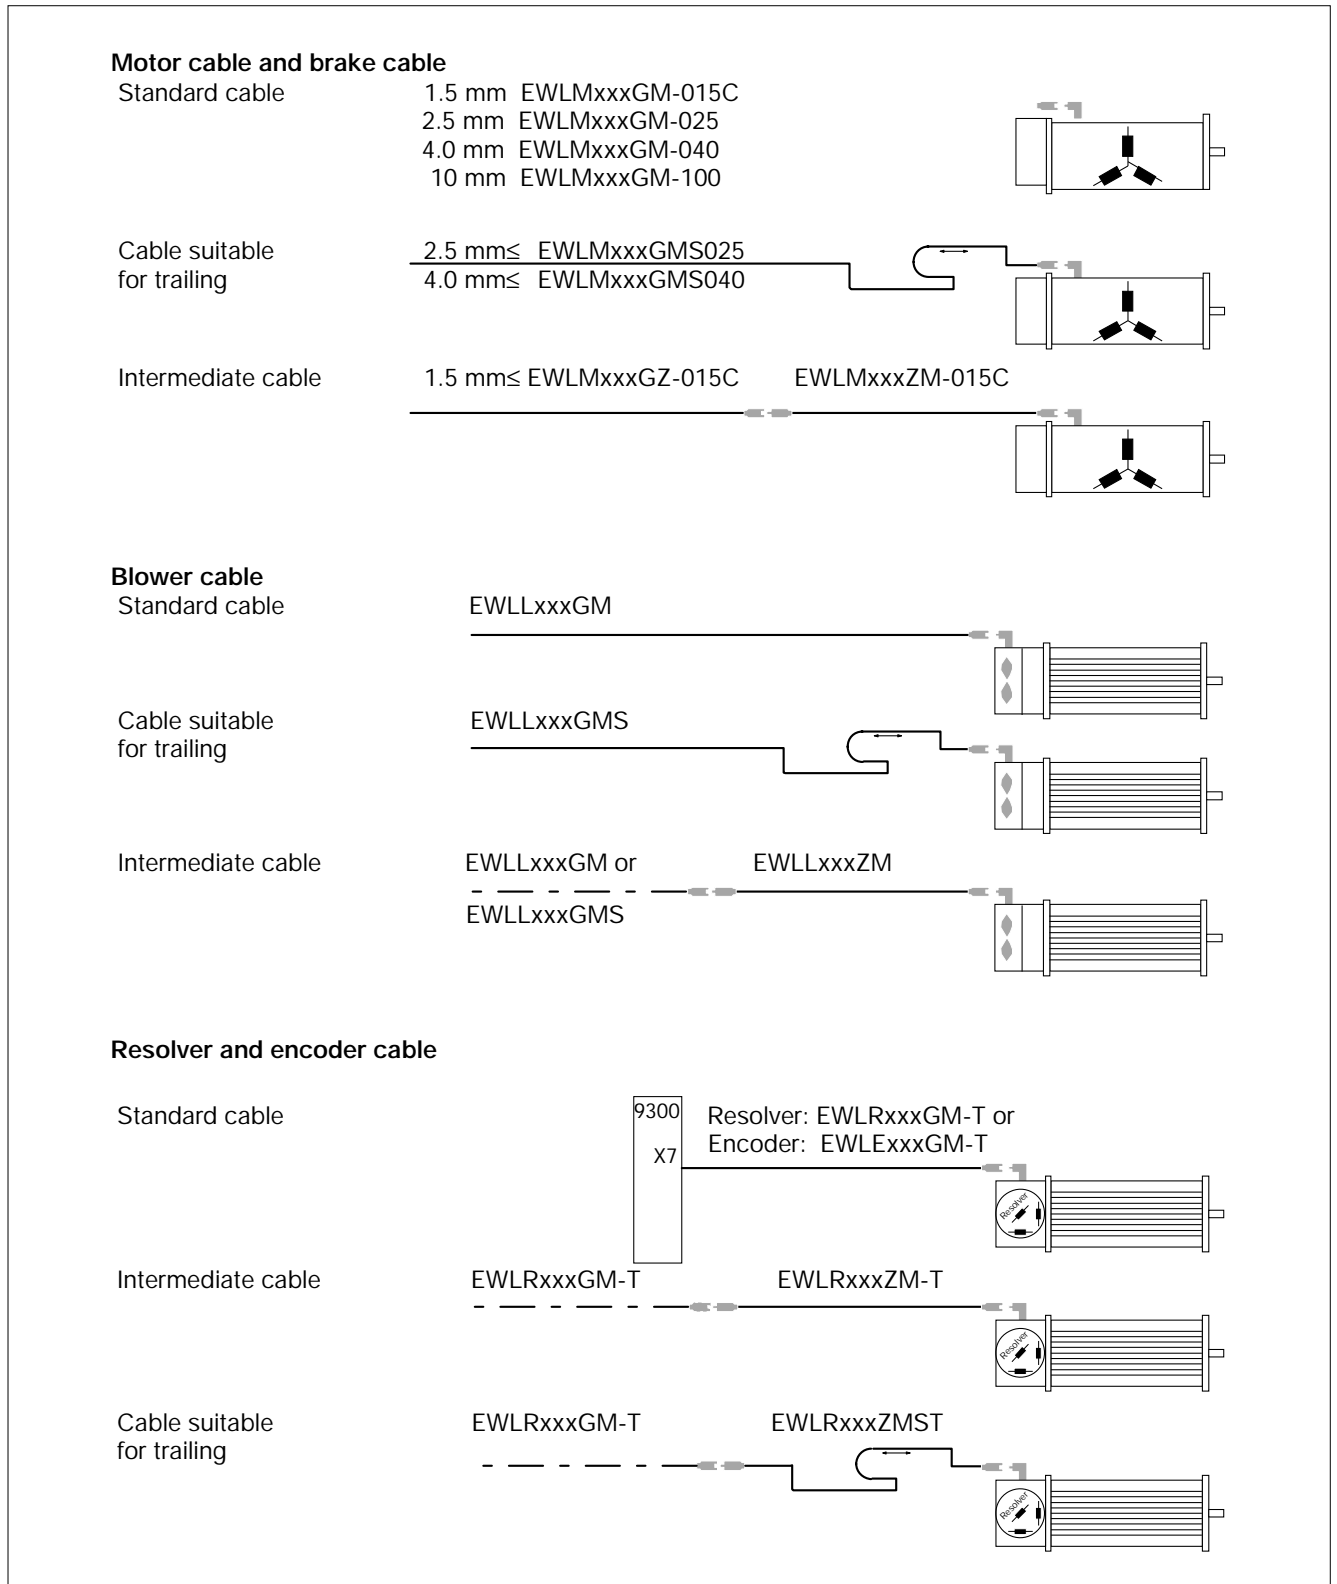 Motor cable and brake cable
Standard cable 1.5 mm EWLMxxxGM-015C
2.5 mm EWLMxxxGM-025
4.0 mm EWLMxxxGM-040
10 mm EWLMxxxGM-100
Cable suitable 2.5 mm≤ EWLMxxxGMS025
for trailing 4.0 mm≤ EWLMxxxGMS040
Intermediate cable 1.5 mm≤ EWLMxxxGZ-015C EWLMxxxZM-015C
Blower cable
Standard cable EWLLxxxGM
Cable suitable EWLLxxxGMS
for trailing
Intermediate cable EWLLxxxGM or EWLLxxxZM
EWLLxxxGMS
Resolver and encoder cable
Standard cable 9300 Resolver: EWLRxxxGM-T or
X7 Encoder: EWLExxxGM-T
Resolver
Intermediate cable EWLRxxxGM-T EWLRxxxZM-T
Resolver
Cable suitable EWLRxxxGM-T EWLRxxxZMST
for trailing
Resolver